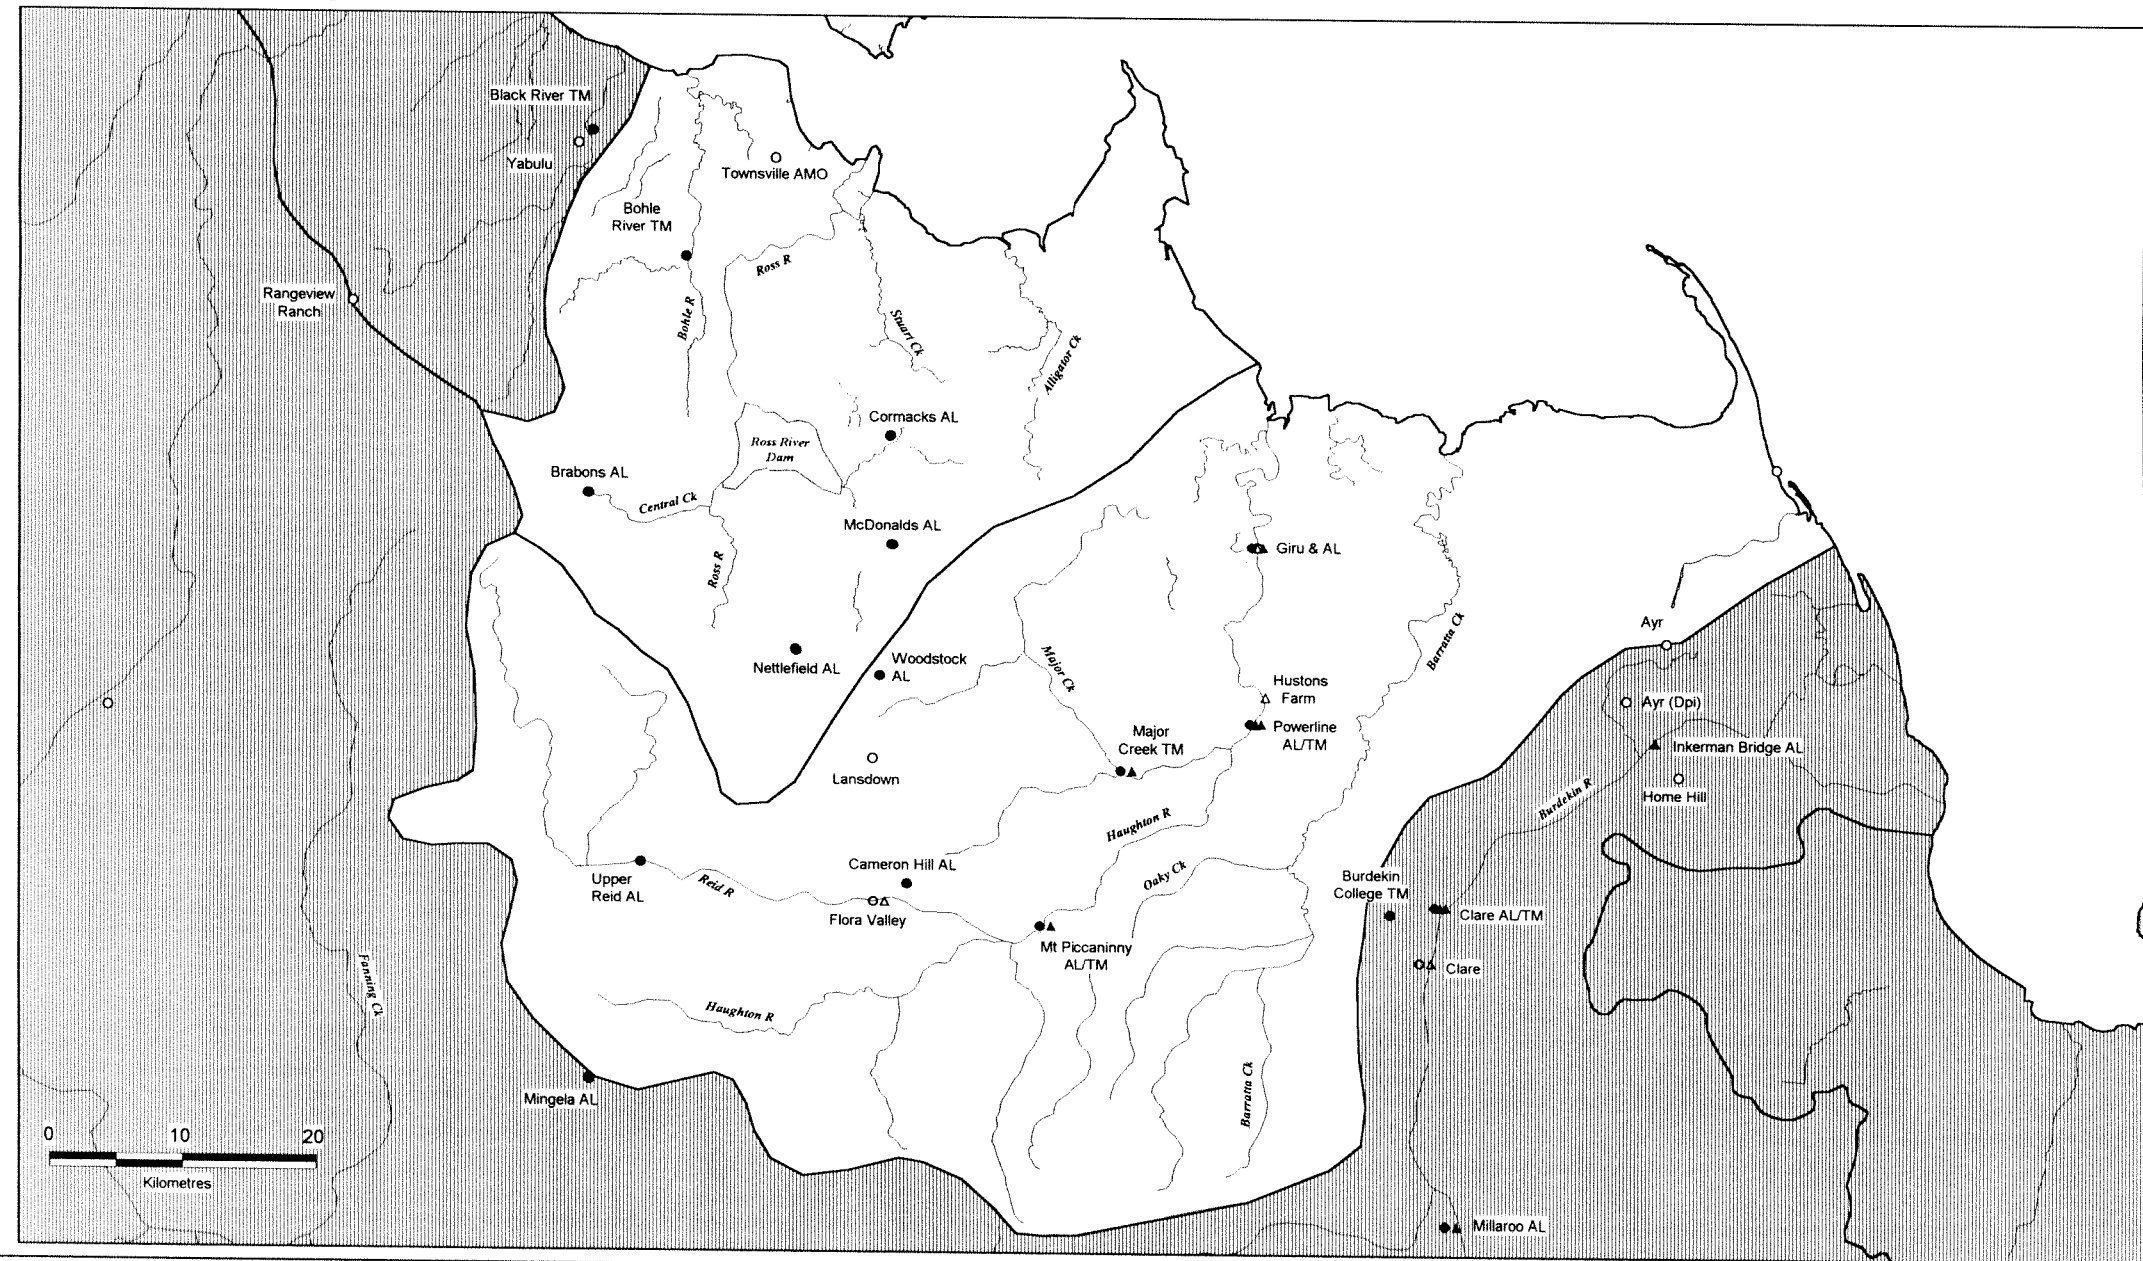 Black River TM
Yabulu
Townsville AMO
Bohle
River TM
Ross R
Rangeview
Ranch
Bohle R
Stuart Ck
Alligator Ck
Cormacks AL
Ross River
Dam
Brabons AL
Central Ck
McDonalds AL
Giru & AL
Ross R
Ayr
Barratta Ck
Woodstock
AL
Nettlefield AL
Major Ck
Hustons
Farm
Ayr (Dpi)
Powerline
AL/TM
Major
Creek TM
Inkerman Bridge AL
Lansdown
Home Hill
Burdekin R
Haughton R
Cameron Hill AL
Upper
Reid AL
Reid R
Oaky Ck
Burdekin
College TM
Flora Valley
Clare AL/TM
Mt Piccaninny
AL/TM
Clare
Fanning Ck
Haughton R
Mingela AL
Barratta Ck
0 10 20
Kilometres
Millaroo AL